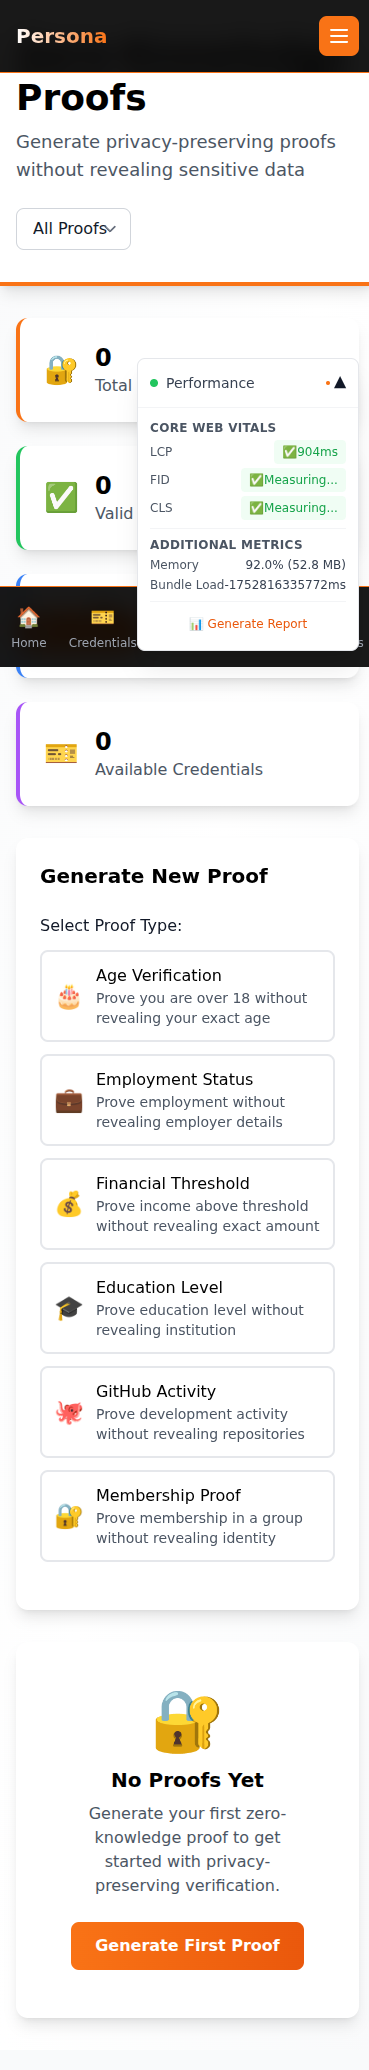 Persona
Proofs
Generate privacy-preserving proofs
without revealing sensitive data
All Proofs
0
Total
Performance
CORE WEB VITALS
LCP
✅904ms
FID
✅Measuring...
CLS
✅Measuring...
ADDITIONAL METRICS
Memory
92.0% (52.8 MB)
Bundle Load
-1752816335772ms
📊 Generate Report
0
Valid
Home
Credentials
0
Available Credentials
Generate New Proof
Select Proof Type:
Age Verification
Prove you are over 18 without
revealing your exact age
Employment Status
Prove employment without
revealing employer details
Financial Threshold
Prove income above threshold
without revealing exact amount
Education Level
Prove education level without
revealing institution
GitHub Activity
Prove development activity
without revealing repositories
Membership Proof
Prove membership in a group
without revealing identity
No Proofs Yet
Generate your first zero-
knowledge proof to get
started with privacy-
preserving verification.
Generate First Proof